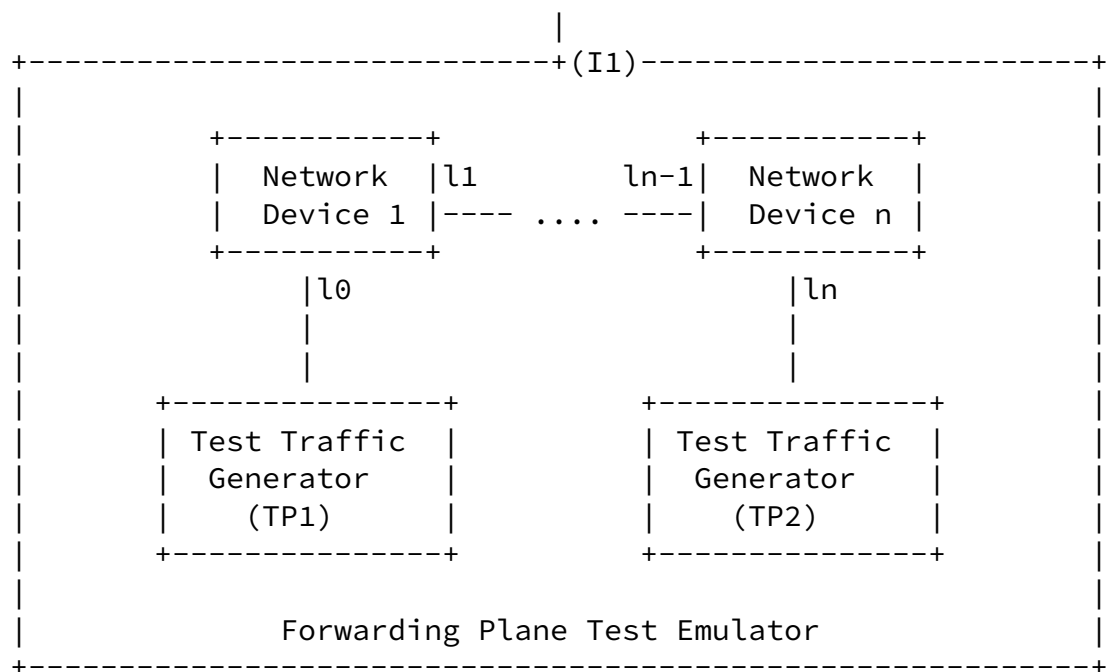 (I1)
Network l1 ln-1 Network
Device 1 ---- .... ---- Device n
l0 ln
Test Traffic Test Traffic
Generator Generator
(TP1) (TP2)
Forwarding Plane Test Emulator